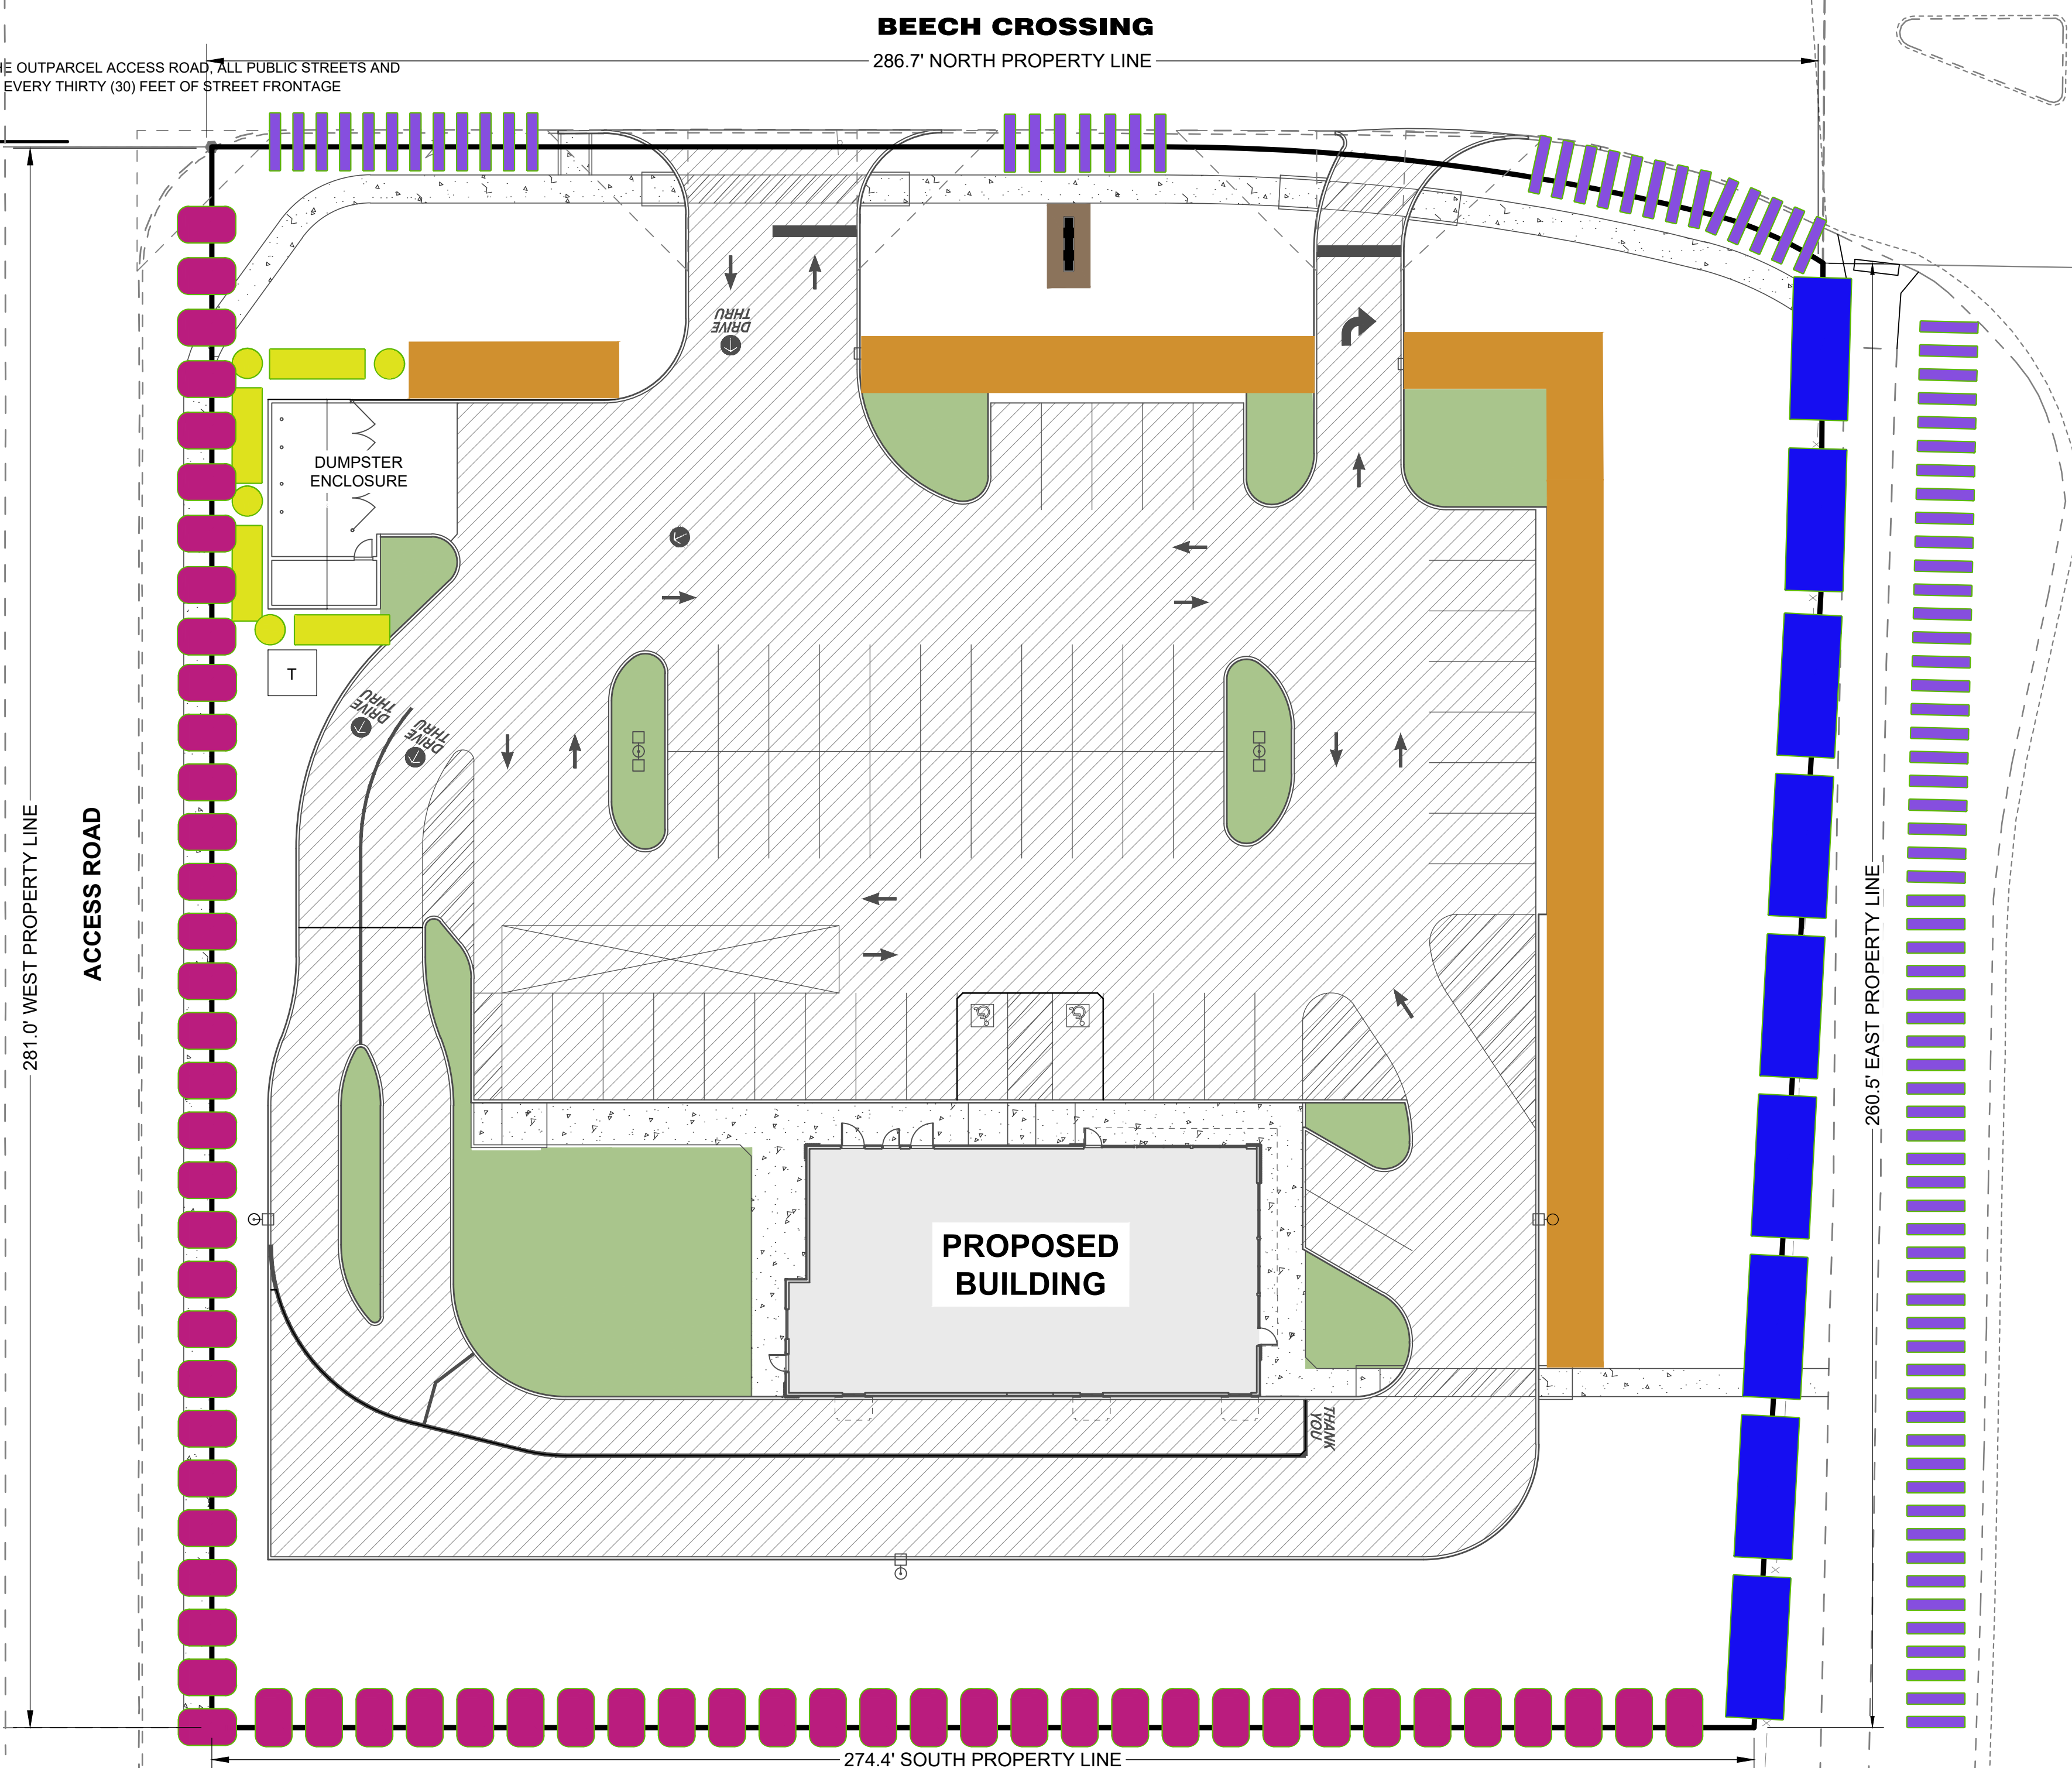 BEECH CROSSING
286.7' NORTH PROPERTY LINE
HE OUTPARCEL ACCESS ROAD, ALL PUBLIC STREETS AND
EVERY THIRTY (30) FEET OF STREET FRONTAGE
DRIVE
THRU
DUMPSTER
ENCLOSURE
T
DRIVE
THRU
DRIVE
THRU
281.0' WEST PROPERTY LINE
ACCESS ROAD
260.5' EAST PROPERTY LINE
PROPOSED
BUILDING
THANK
YOU
274.4' SOUTH PROPERTY LINE